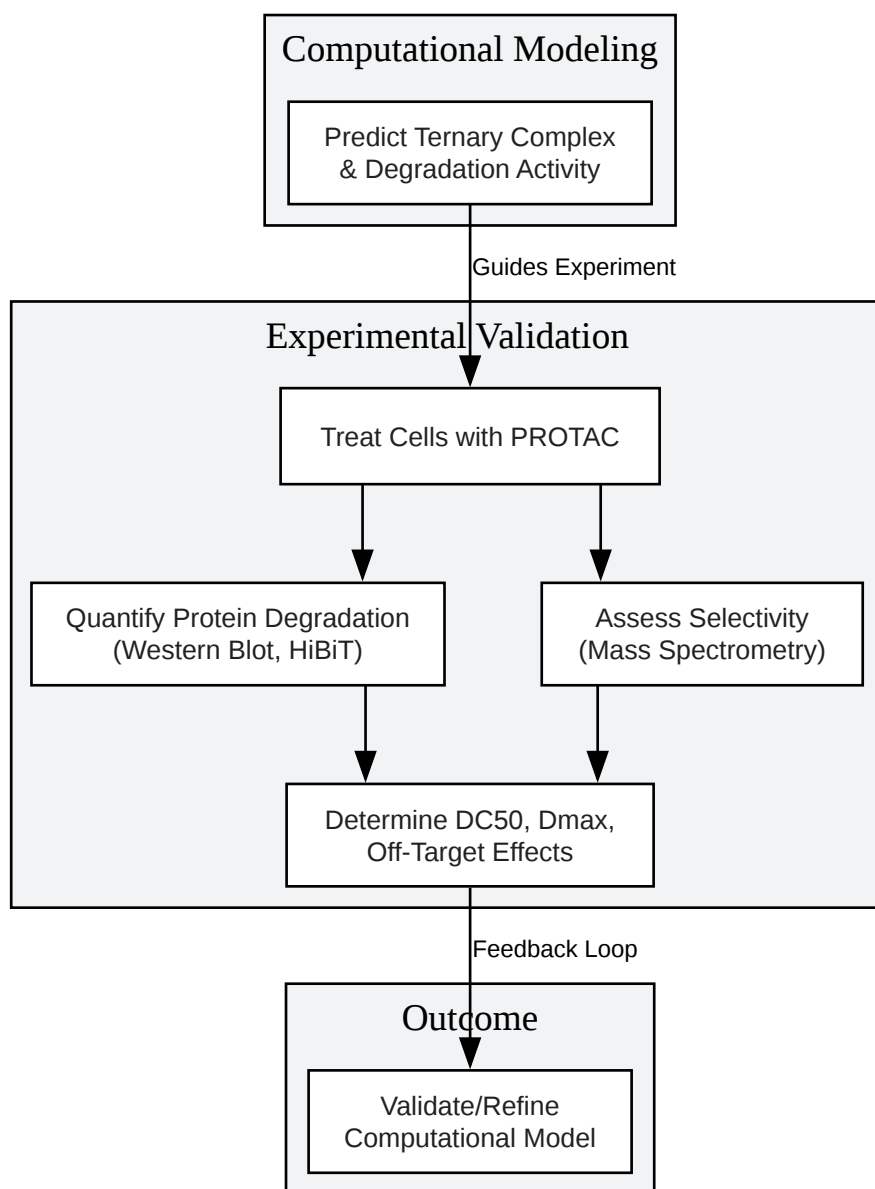 Computational Modeling
Predict Ternary Complex
& Degradation Activity
Guides Experiment
Experimental Validation
Treat Cells with PROTAC
Quantify Protein Degradation
(Western Blot, HiBiT)
Assess Selectivity
(Mass Spectrometry)
Determine DC50, Dmax,
Off-Target Effects
Feedback Loop
Outcome
Validate/Refine
Computational Model